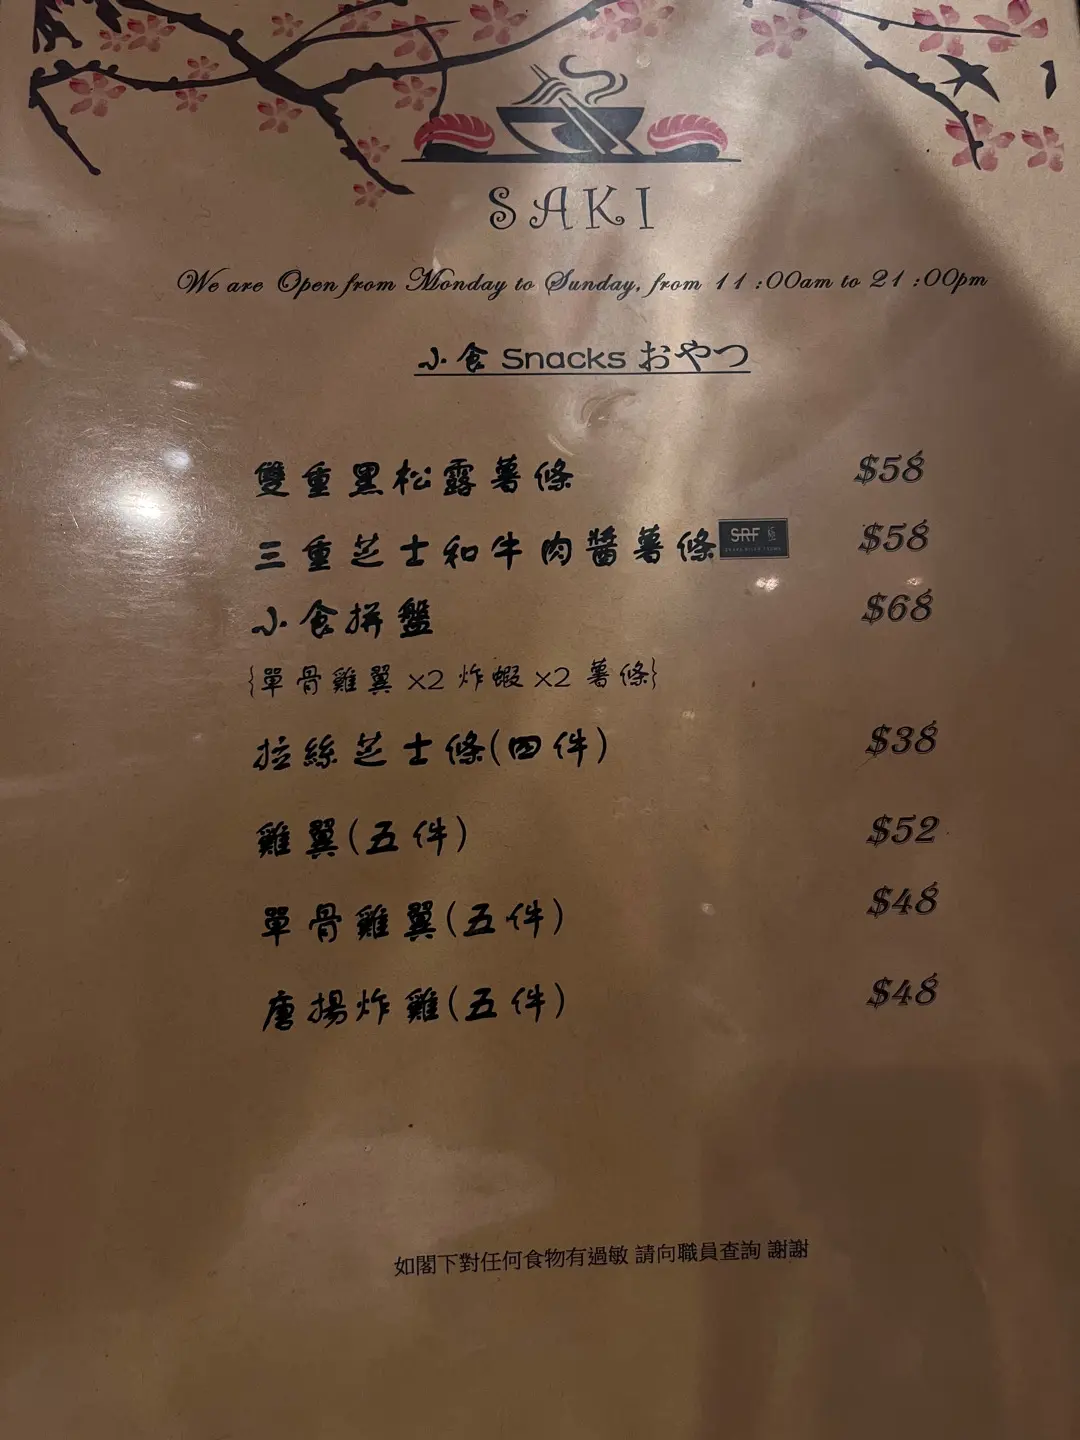 SAKI
We are Open from Monday to Sunday, from 11:00am to 21:00pm
小食 Snacks おやつ
雙重黑松露薯條 $58
三重芝士和牛肉醬薯條 SRF $58
小食拼盤 $68
{單骨雞翼 x2 炸蝦 x2 薯條}
拉絲芝士條(四件) $38
雞翼(五件) $52
單骨雞翼(五件) $48
唐揚炸雞(五件) $48
如閣下對任何食物有過敏 請向職員查詢 謝謝